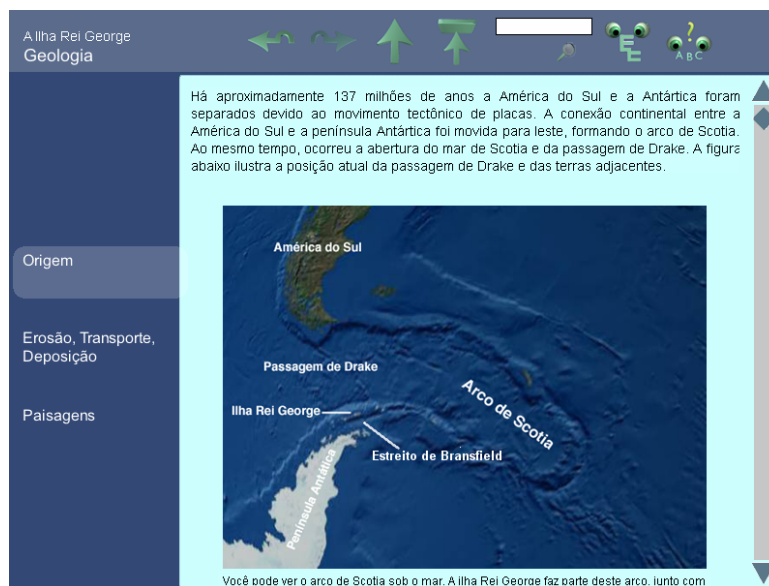 A Ilha Rei George
Geologia
?
A B C
Há aproximadamente 137 milhões de anos a América do Sul e a Antártica foram
separados devido ao movimento tectônico de placas. A conexão continental entre a
América do Sul e a península Antártica foi movida para leste, formando o arco de Scotia.
Ao mesmo tempo, ocorreu a abertura do mar de Scotia e da passagem de Drake. A figura
abaixo ilustra a posição atual da passagem de Drake e das terras adjacentes.
Origem
Erosão, Transporte,
Deposição
Paisagens
América do Sul
Passagem de Drake
Arco de Scotia
Ilha Rei George
Estreito de Bransfield
Península Antática
Você pode ver o arco de Scotia sob o mar. A ilha Rei George faz parte deste arco, junto com